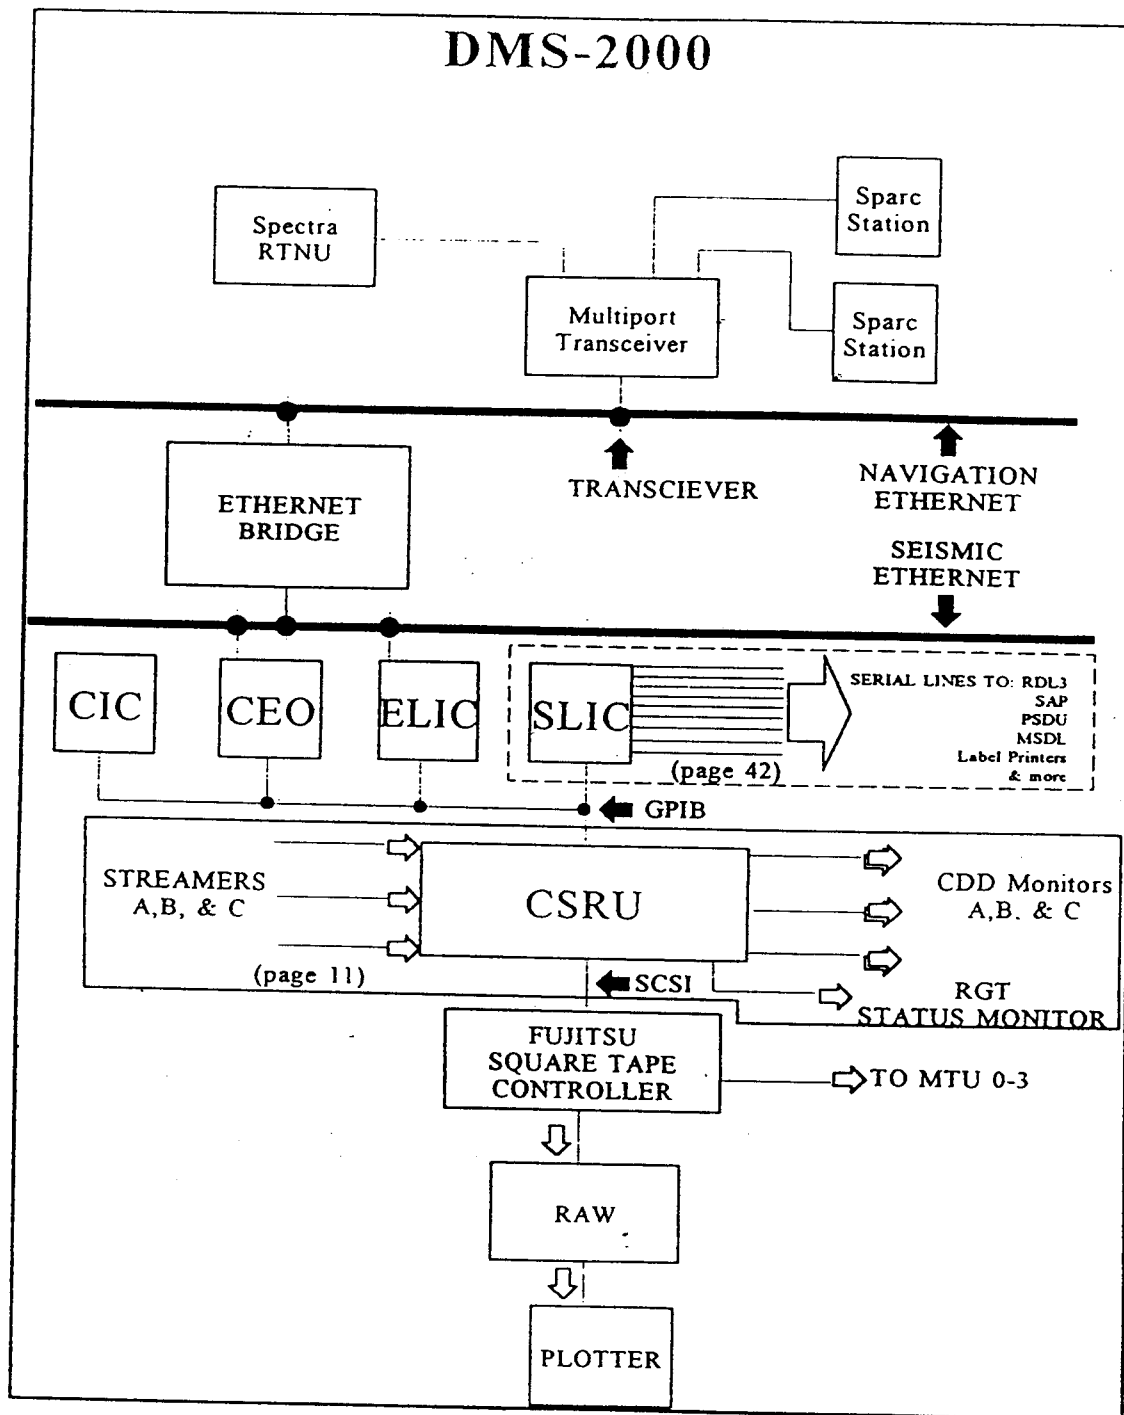 DMS-2000
Spectra
RTNU
Sparc
Station
Multiport
Transceiver
Sparc
Station
TRANSCIEVER
NAVIGATION
ETHERNET
ETHERNET
BRIDGE
SEISMIC
ETHERNET
CIC
CEO
ELIC
SLIC
SERIAL LINES TO: RDL3
SAP
PSDU
MSDL
Label Printers
& more
(page 42)
GPIB
STREAMERS
A,B, & C
CSRU
CDD Monitors
A,B. & C
(page 11)
SCSI
RGT
STATUS MONITOR
FUJITSU
SQUARE TAPE
CONTROLLER
TO MTU 0-3
RAW
PLOTTER